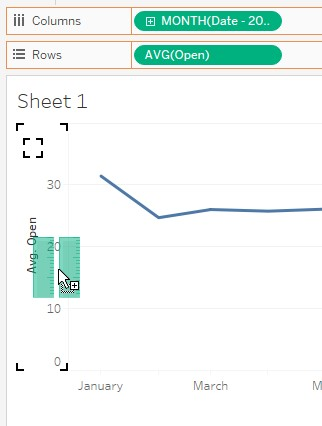 Columns
MONTH(Date - 20..
Rows
AVG(Open)
Sheet 1
30
20
Avg. Open
10
0
January
March
M